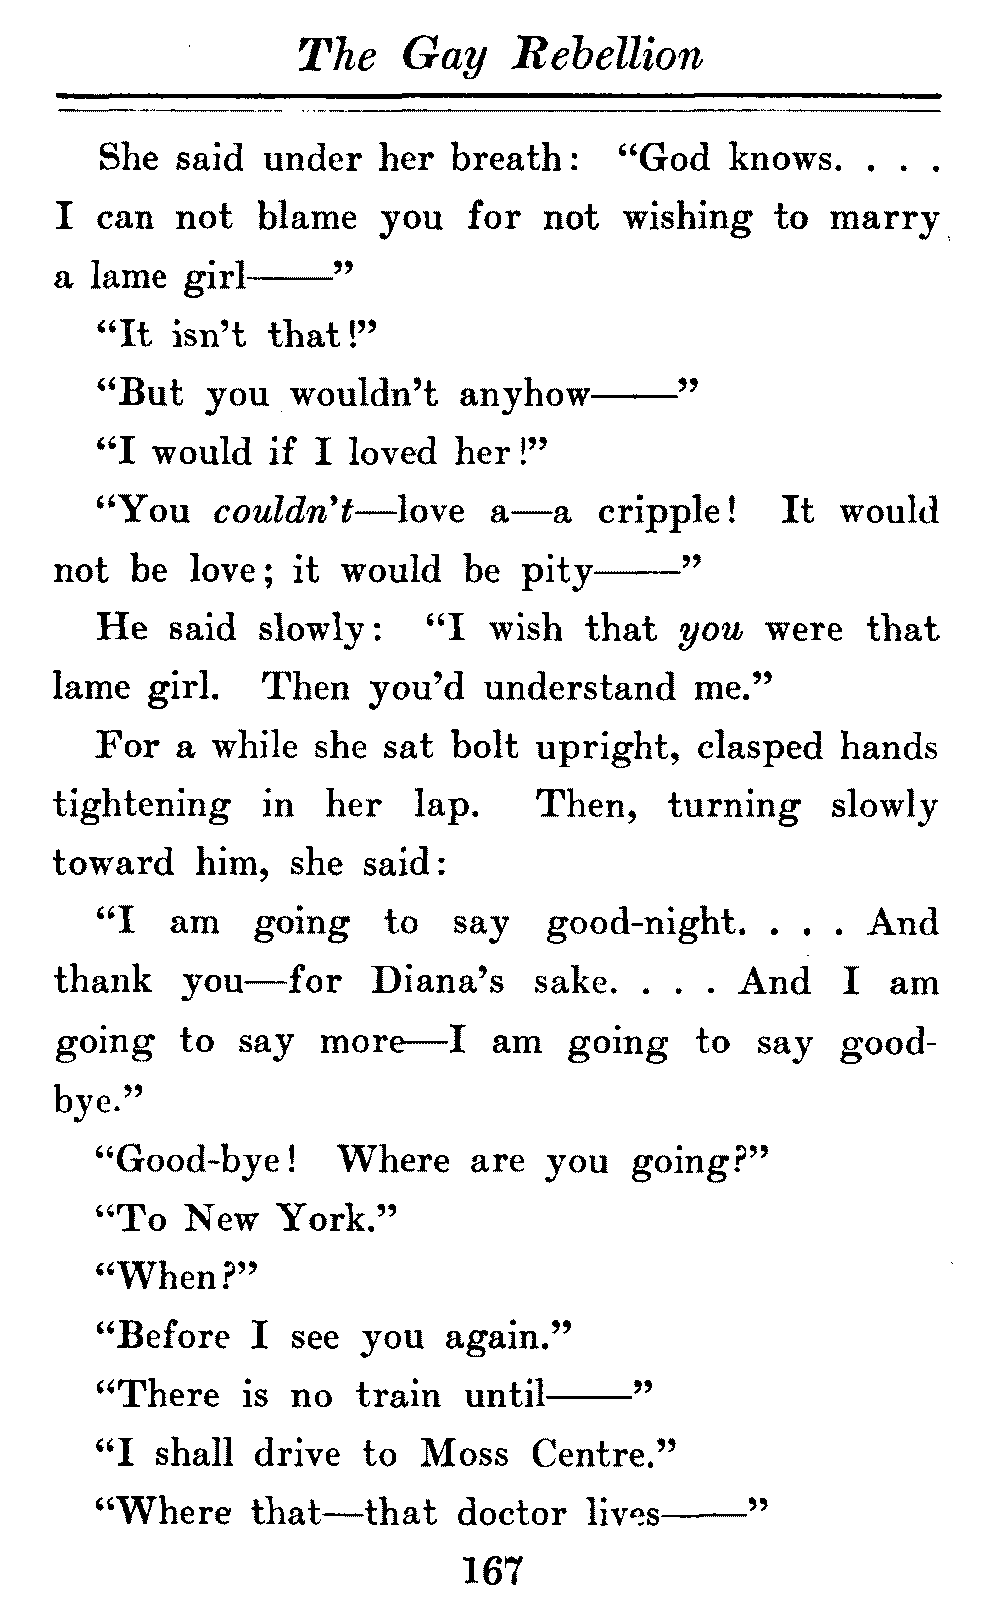 The Gay Rebellion
She said under her breath: “God knows. . . .
I can not blame you for not wishing to marry
a lame girl——”
“It isn’t that!”
“But you wouldn’t anyhow——”
“I would if I loved her!”
“You couldn’t—love a—a cripple! It would
not be love; it would be pity——”
He said slowly: “I wish that you were that
lame girl. Then you’d understand me.”
For a while she sat bolt upright, clasped hands
tightening in her lap. Then, turning slowly
toward him, she said:
“I am going to say good-night. . . . And
thank you—for Diana’s sake. . . . And I am
going to say more—I am going to say good-
bye.”
“Good-bye! Where are you going?”
“To New York.”
“When?”
“Before I see you again.”
“There is no train until——”
“I shall drive to Moss Centre.”
“Where that—that doctor lives——”
167